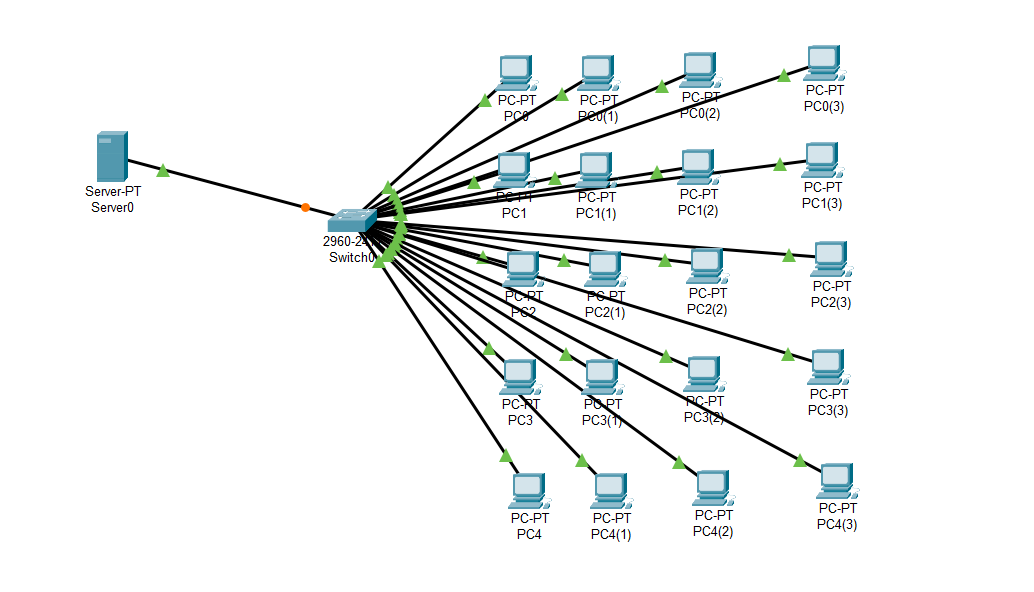 PC-PT
PC0
PC-PT
PC0(1)
PC-PT
PC0(2)
PC-PT
PC0(3)
Server-PT
Server0
PC-PT
PC1
PC-PT
PC1(1)
PC-PT
PC1(2)
PC-PT
PC1(3)
Switch0
PC-PT
PC2
PC-PT
PC2(1)
PC-PT
PC2(2)
PC-PT
PC2(3)
PC-PT
PC3
PC-PT
PC3(1)
PC-PT
PC3(2)
PC-PT
PC3(3)
PC-PT
PC4
PC-PT
PC4(1)
PC-PT
PC4(2)
PC-PT
PC4(3)